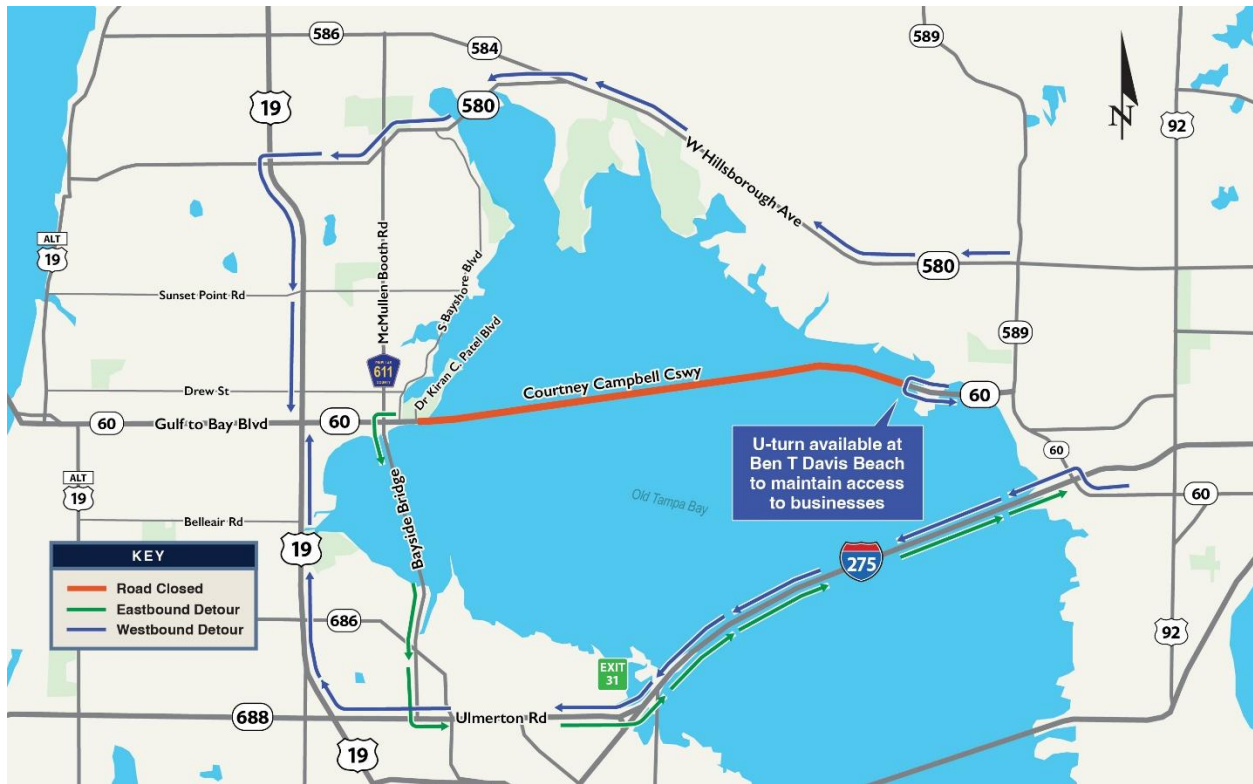 586
584
589
19
580
92
N
W Hillsborough Ave
ALT
19
McMullen Booth Rd
S Bayshore Blvd
580
Sunset Point Rd
589
611
Dr Kiran C. Patel Blvd
Courtney Campbell Cswy
Drew St
60
Gulf to Bay Blvd
60
60
U-turn available at
Ben T Davis Beach
to maintain access
to businesses
60
ALT
19
Old Tampa Bay
60
Belleair Rd
Bayside Bridge
KEY
Road Closed
Eastbound Detour
Westbound Detour
19
275
686
92
EXIT
31
688
Ulmerton Rd
19